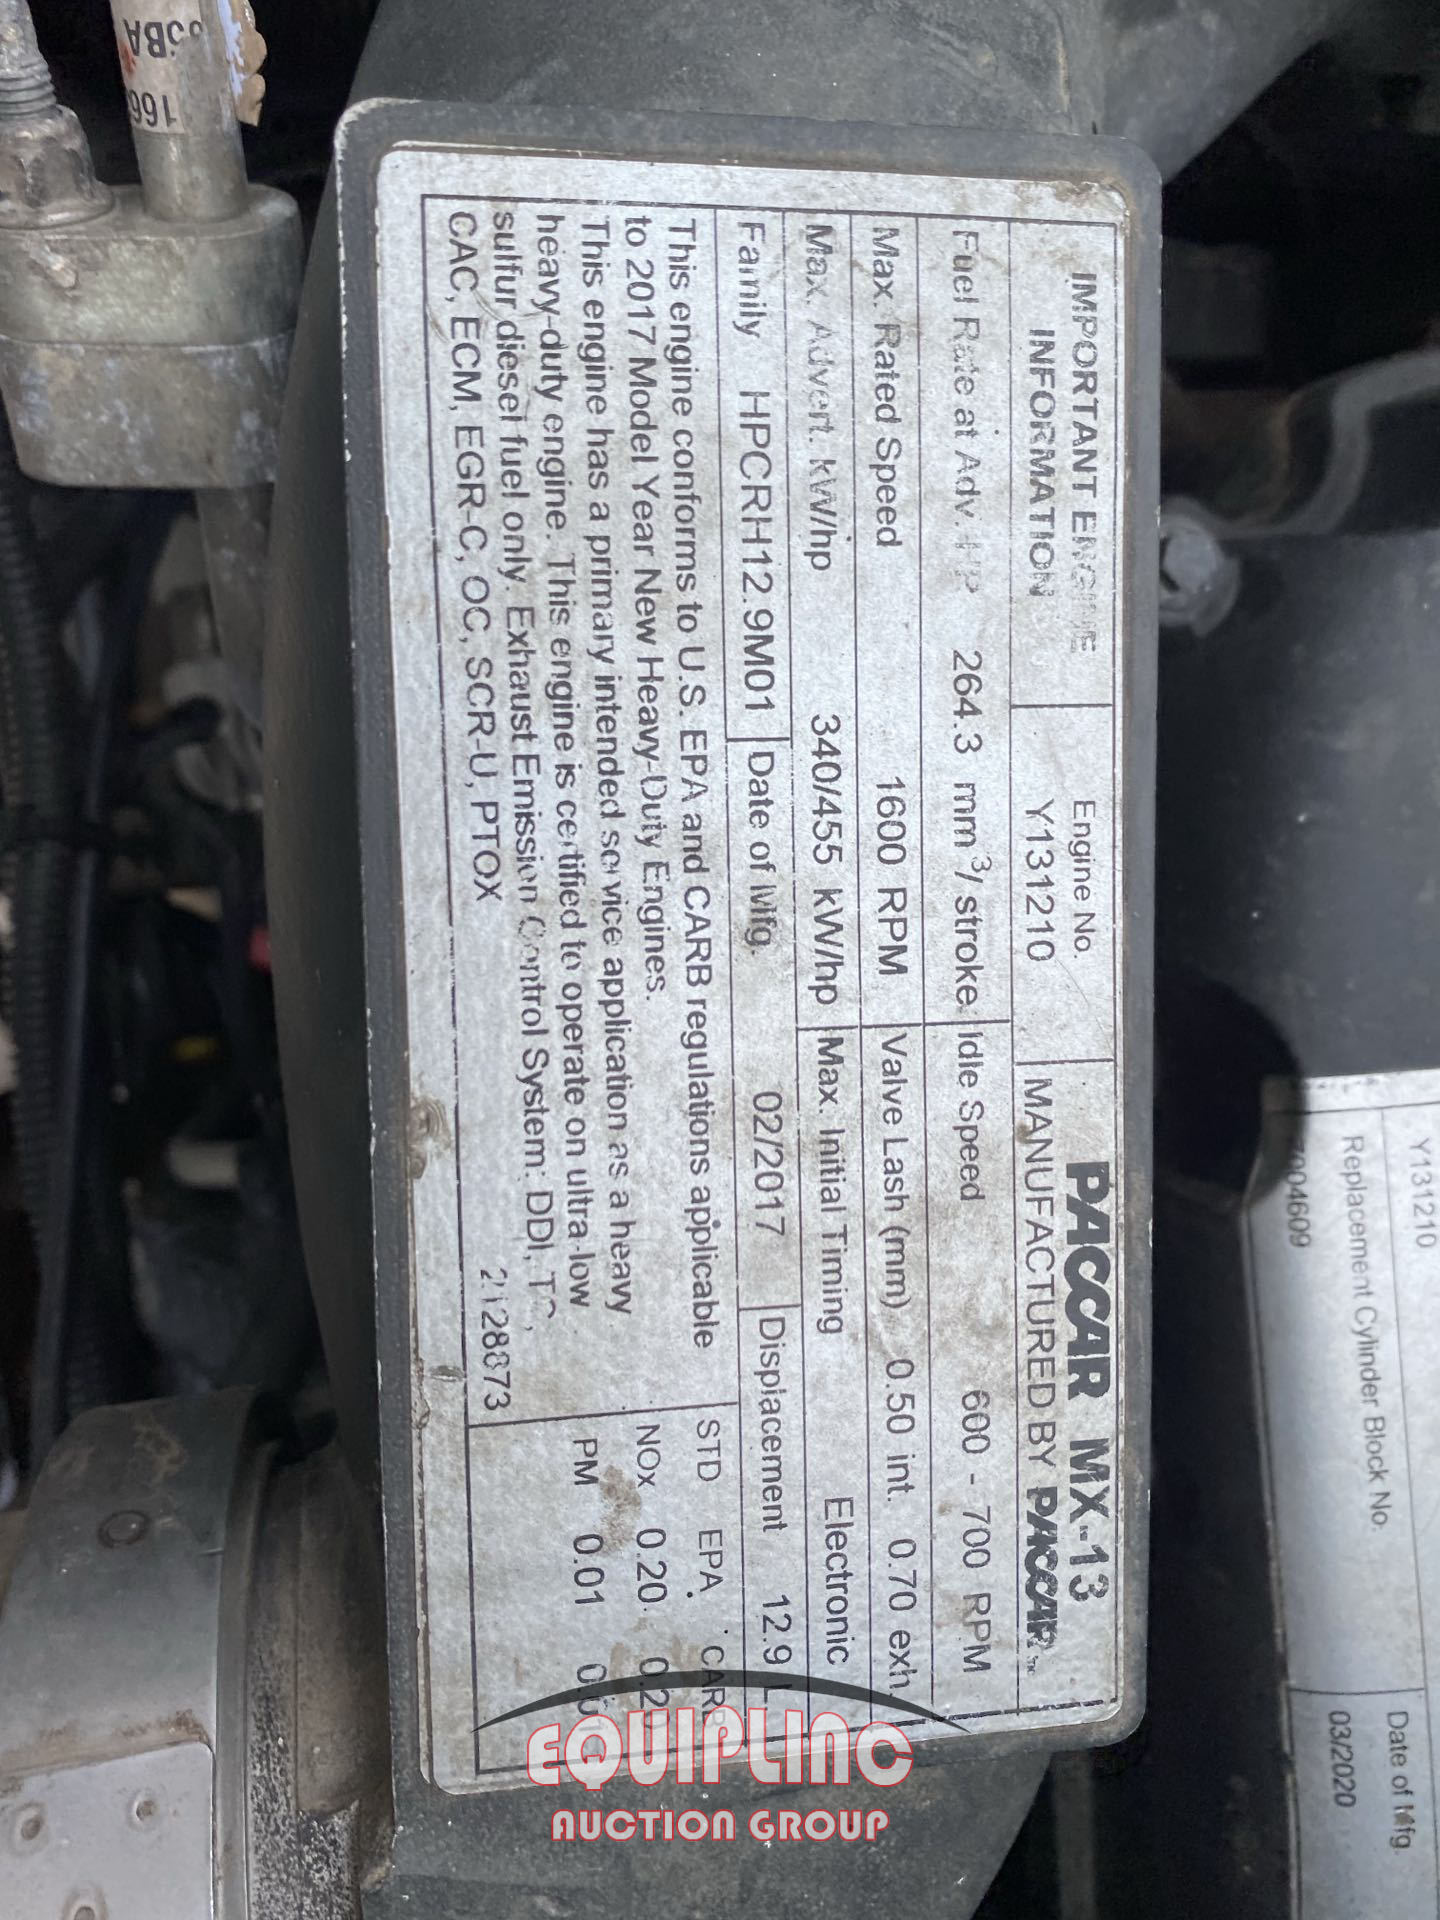 IMPORTANT ENGINE
INFORMATION
Engine No.
Y131210
PACCAR MX-13
MANUFACTURED BY PACCAR INC
Fuel Rate at Adv. HP 264.3 mm³/stroke
Idle Speed 600 - 700 RPM
Max. Rated Speed 1600 RPM
Valve Lash (mm) 0.50 int. 0.70 exh.
Max. Advert. kW/hp 340/455 kW/hp
Max. Initial Timing Electronic
Family HPCRH12.9M01
Date of Mfg. 02/2017
Displacement 12.9 L
This engine conforms to U.S. EPA and CARB regulations applicable
to 2017 Model Year New Heavy-Duty Engines.
This engine has a primary intended service application as a heavy
heavy-duty engine. This engine is certified to operate on ultra-low
sulfur diesel fuel only. Exhaust Emission Control System: DDI, TC,
CAC, ECM, EGR-C, OC, SCR-U, PTOX
2128873
STD EPA CARB
NOx 0.20 0.20
PM 0.01 0.01
Y131210
Replacement Cylinder Block No.
Date of Mfg.
03/2020
EQUIPLINC
AUCTION GROUP